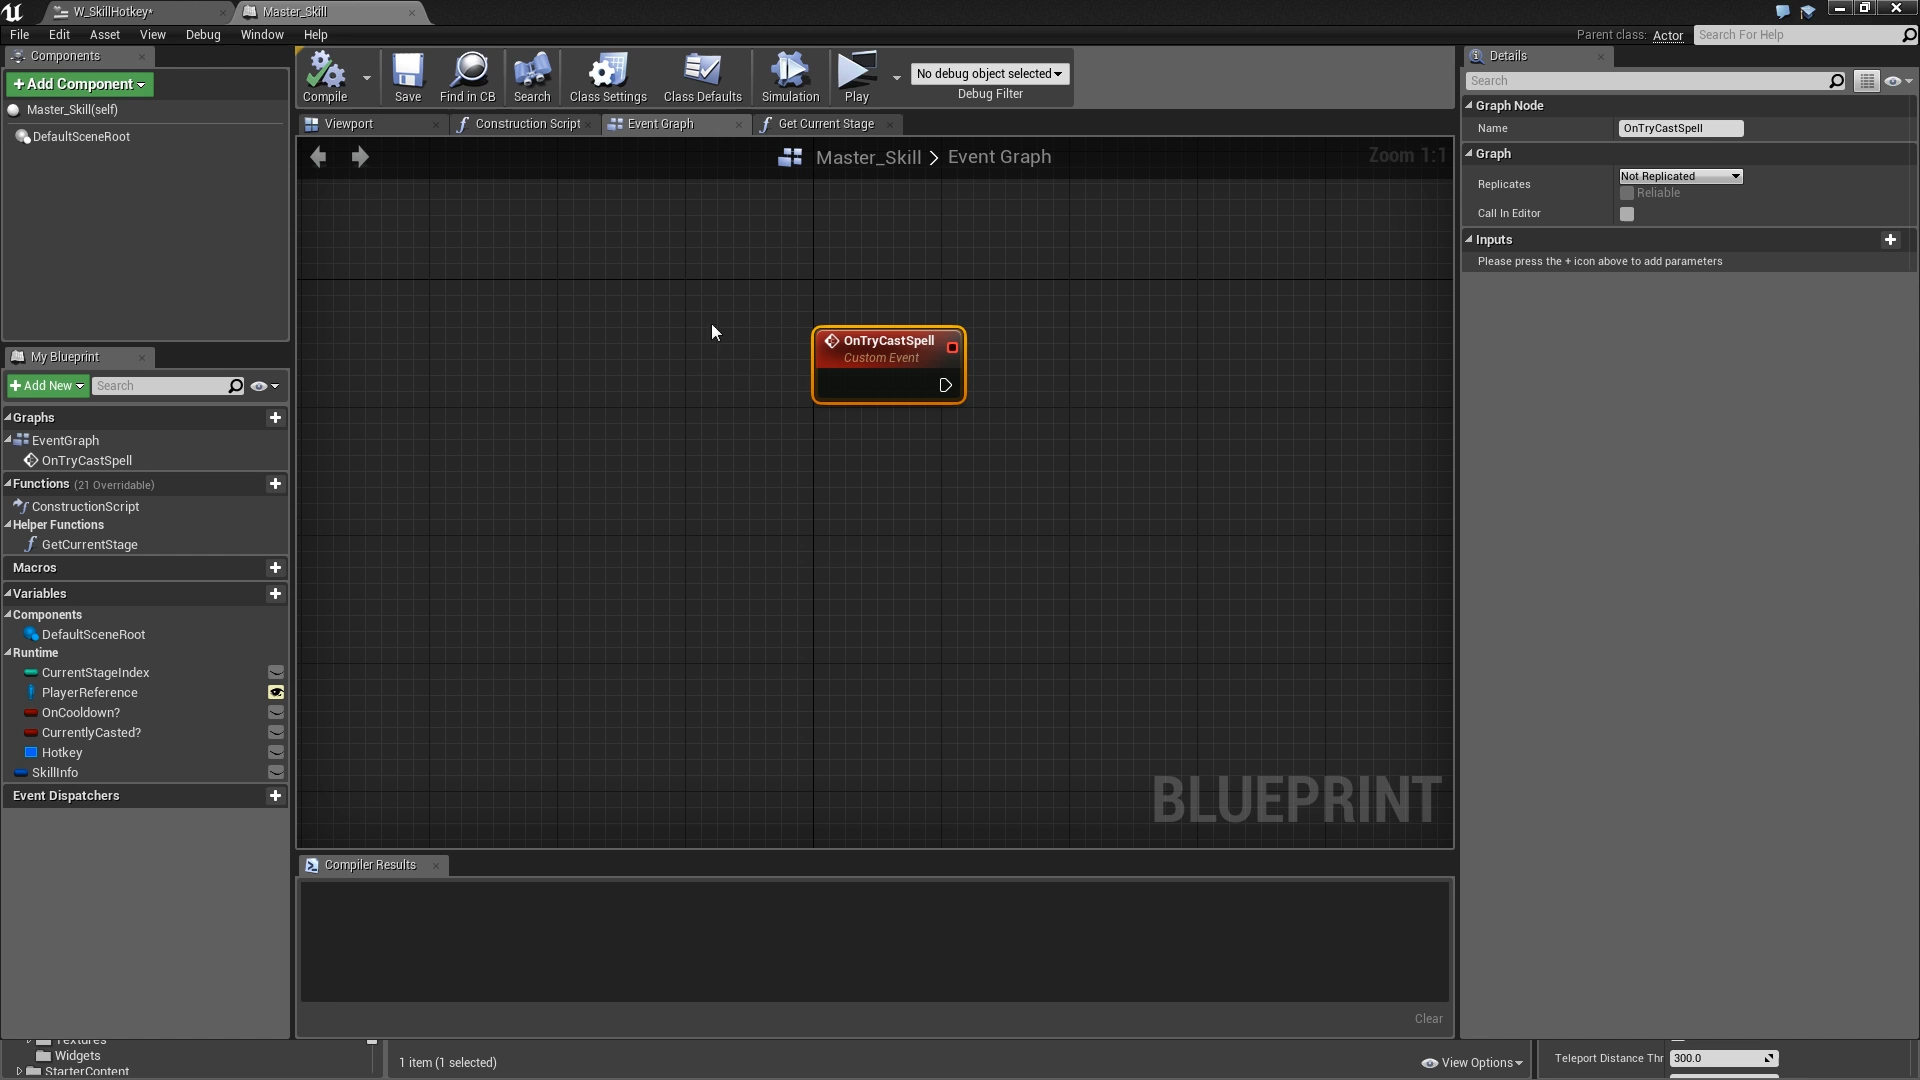 W_SkillHotkey*
Master_Skill
File Edit Asset View Debug Window Help
Parent class: Actor
Search For Help
Components
Add Component
Master_Skill(self)
DefaultSceneRoot
Compile
Save
Find in CB
Search
Class Settings
Class Defaults
Simulation
Play
No debug object selected
Debug Filter
Viewport
Construction Script
Event Graph
Get Current Stage
Master_Skill > Event Graph
Zoom 1:1
OnTryCastSpell
Custom Event
BLUEPRINT
My Blueprint
Add New
Search
Graphs
EventGraph
OnTryCastSpell
Functions (21 Overridable)
ConstructionScript
Helper Functions
GetCurrentStage
Macros
Variables
Components
DefaultSceneRoot
Runtime
CurrentStageIndex
PlayerReference
OnCooldown?
CurrentlyCasted?
Hotkey
SkillInfo
Event Dispatchers
Compiler Results
Clear
Details
Search
Graph Node
Name OnTryCastSpell
Graph
Replicates Not Replicated
Reliable
Call In Editor
Inputs
Please press the + icon above to add parameters
Textures
Widgets
StarterContent
1 item (1 selected)
View Options
Teleport Distance Thr 300.0